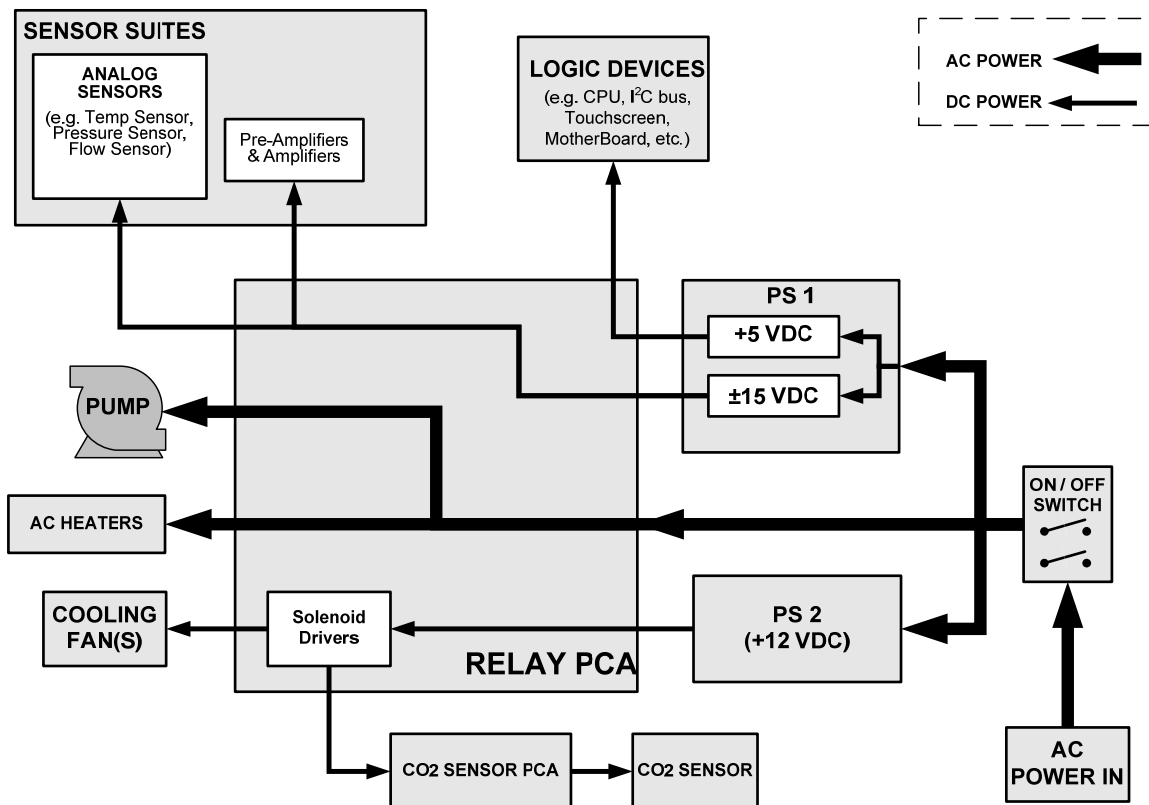 SENSOR SUITES
ANALOG
SENSORS
(e.g. Temp Sensor,
Pressure Sensor,
Flow Sensor)
Pre-Amplifiers
& Amplifiers
LOGIC DEVICES
(e.g. CPU, I²C bus,
Touchscreen,
MotherBoard, etc.)
AC POWER
DC POWER
PS 1
+5 VDC
±15 VDC
PUMP
ON / OFF
SWITCH
AC HEATERS
COOLING
FAN(S)
Solenoid
Drivers
PS 2
(+12 VDC)
RELAY PCA
CO2 SENSOR PCA
CO2 SENSOR
AC
POWER IN